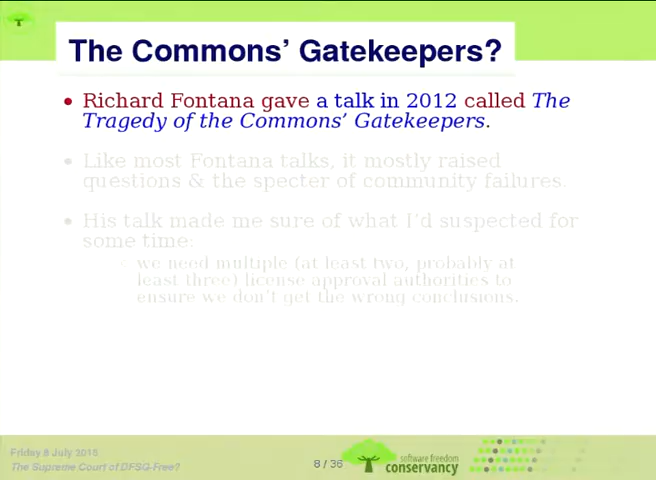 The Commons’ Gatekeepers?
• Richard Fontana gave a talk in 2012 called The
Tragedy of the Commons’ Gatekeepers.
• Like most Fontana talks, it mostly raised
questions & the specter of community failures.
• His talk made me sure of what I’d suspected for
some time:
◦ we need multiple (at least two, probably at
least three) license approval authorities to
ensure we don’t get the wrong conclusions.
Friday 8 July 2016
The Supreme Court of DFSG-Free?
8 / 36
software freedom
conservancy